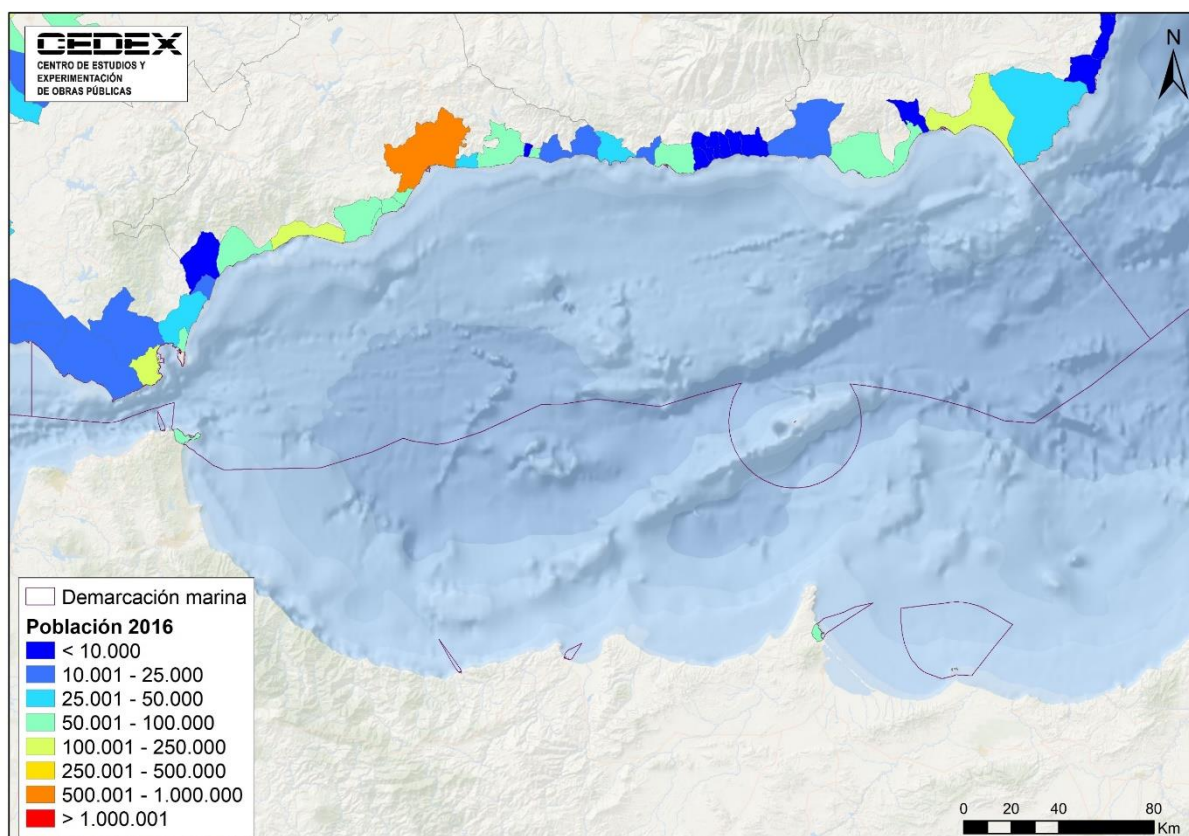 CEDEX
CENTRO DE ESTUDIOS Y
EXPERIMENTACIÓN
DE OBRAS PÚBLICAS
N
Demarcación marina
Población 2016
< 10.000
10.001 - 25.000
25.001 - 50.000
50.001 - 100.000
100.001 - 250.000
250.001 - 500.000
500.001 - 1.000.000
> 1.000.001
0 20 40 80
Km